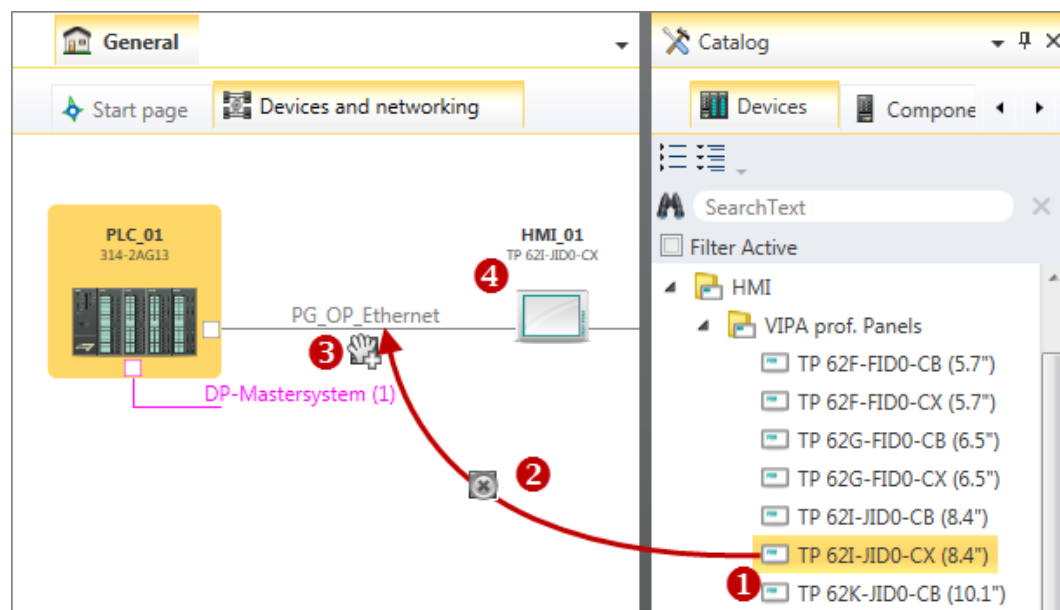 General
Start page
Devices and networking
PLC_01
314-2AG13
HMI_01
TP 62I-JID0-CX
4
PG_OP_Ethernet
3
DP-Mastersystem (1)
2
Catalog
Devices
Compone
SearchText
Filter Active
HMI
VIPA prof. Panels
TP 62F-FID0-CB (5.7")
TP 62F-FID0-CX (5.7")
TP 62G-FID0-CB (6.5")
TP 62G-FID0-CX (6.5")
TP 62I-JID0-CB (8.4")
TP 62I-JID0-CX (8.4")
1
TP 62K-JID0-CB (10.1")